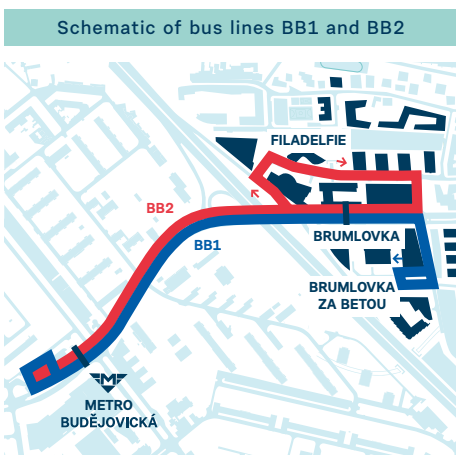 Schematic of bus lines BB1 and BB2
FILADELFIE
BB2
BB1
BRUMLOVKA
BRUMLOVKA
ZA BETOU
M
METRO
BUDĚJOVICKÁ